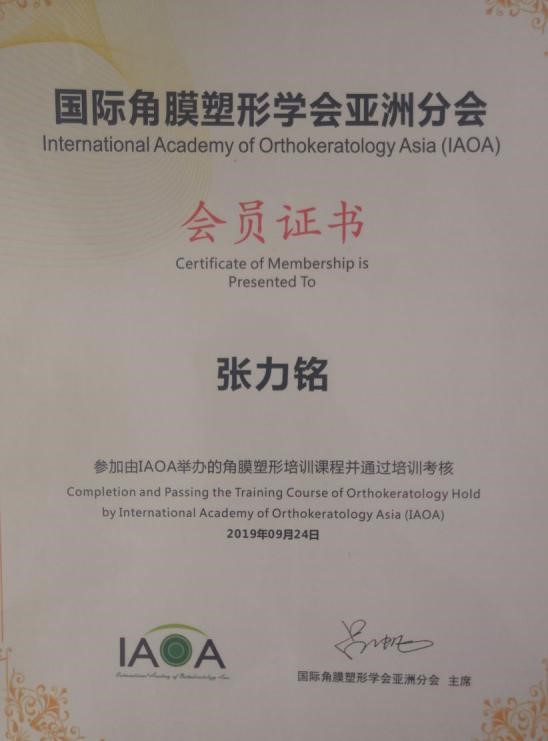 国际角膜塑形学会亚洲分会
International Academy of Orthokeratology Asia (IAOA)
会员证书
Certificate of Membership is
Presented To
张力铭
参加由IAOA举办的角膜塑形培训课程并通过培训考核
Completion and Passing the Training Course of Orthokeratology Hold
by International Academy of Orthokeratology Asia (IAOA)
2019年09月24日
IAOA
International Academy of Orthokeratology Asia
国际角膜塑形学会亚洲分会 主席